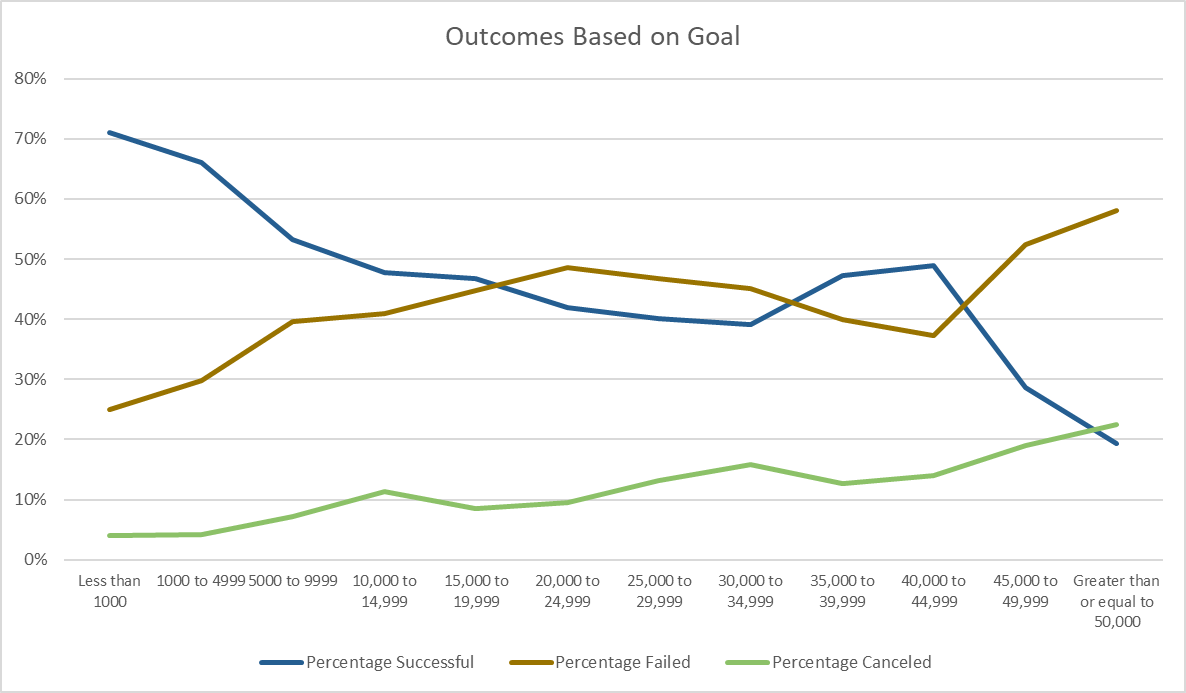 Outcomes Based on Goal
80%
70%
60%
50%
40%
30%
20%
10%
0%
Less than 1000 to 4999 5000 to 9999 10,000 to 15,000 to 20,000 to 25,000 to 30,000 to 35,000 to 40,000 to 45,000 to Greater than
1000 14,999 19,999 24,999 29,999 34,999 39,999 44,999 49,999 or equal to
50,000
Percentage Successful Percentage Failed Percentage Canceled